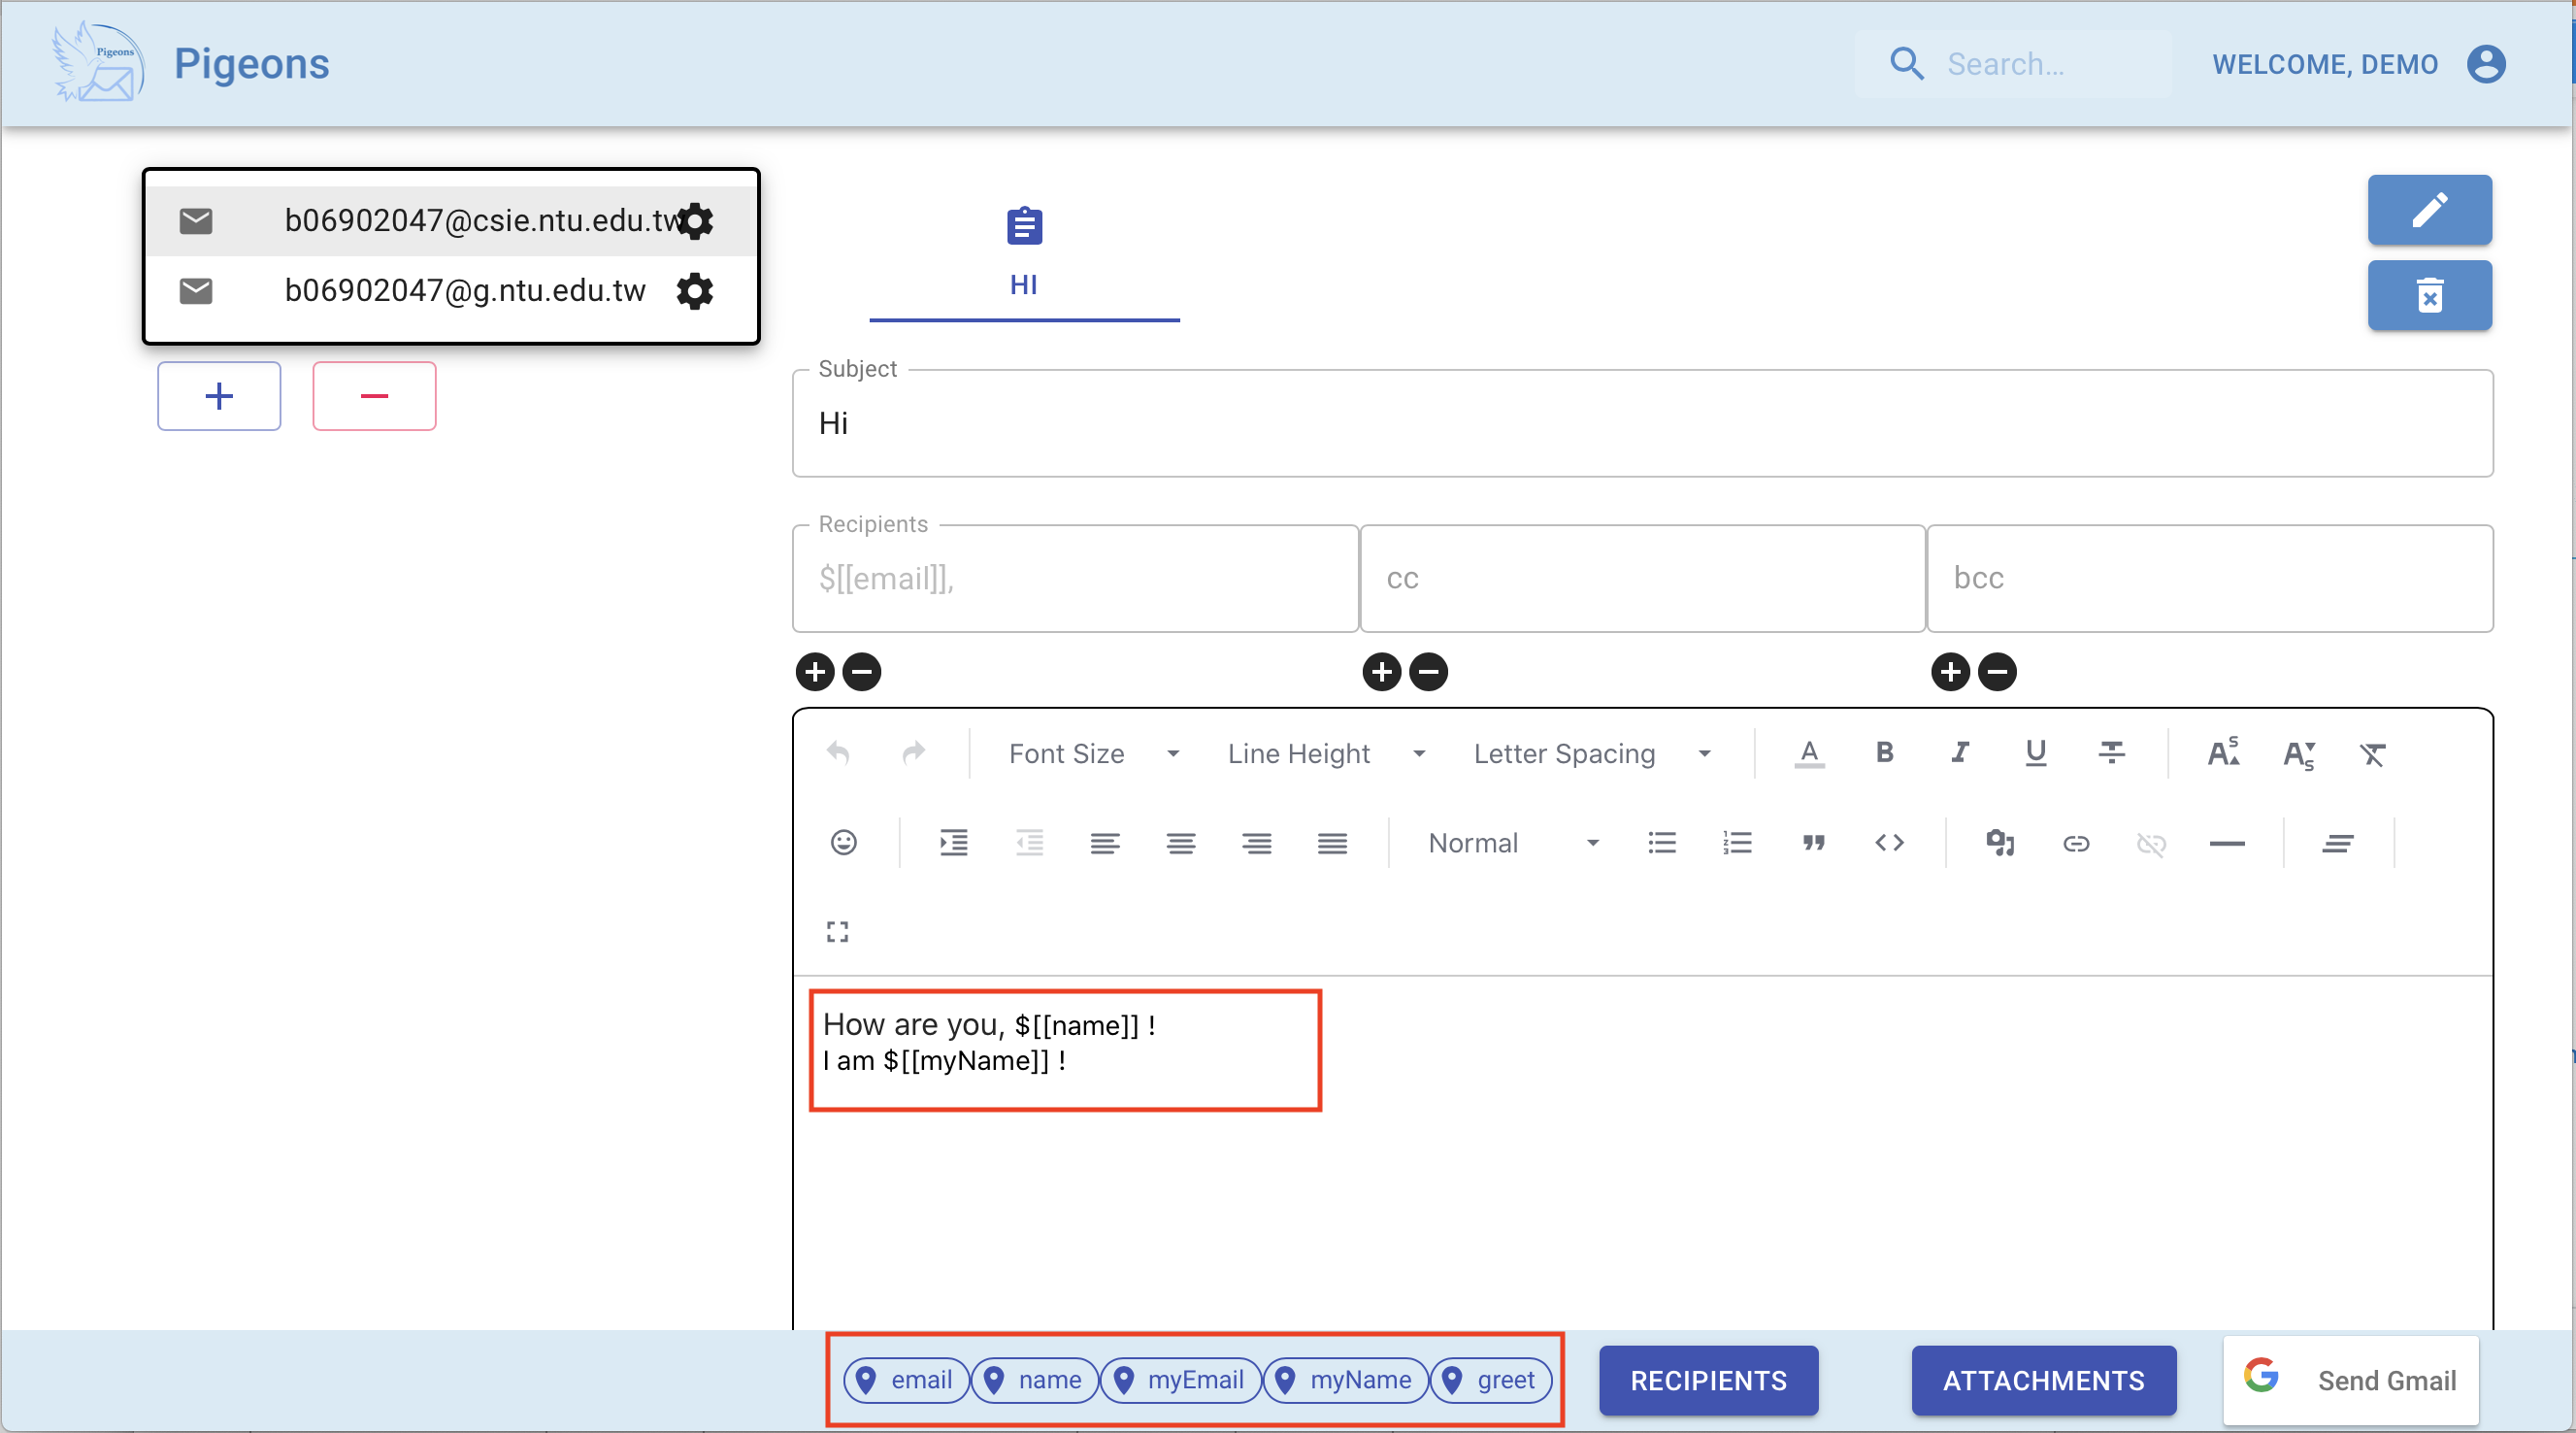 Pigeons
Pigeons
Search...
WELCOME, DEMO
b06902047@csie.ntu.edu.tw
b06902047@g.ntu.edu.tw
HI
Subject
Hi
Recipients
$[[email]],
cc
bcc
Font Size
Line Height
Letter Spacing
Normal
How are you, $[[name]] !
I am $[[myName]] !
email
name
myEmail
myName
greet
RECIPIENTS
ATTACHMENTS
Send Gmail